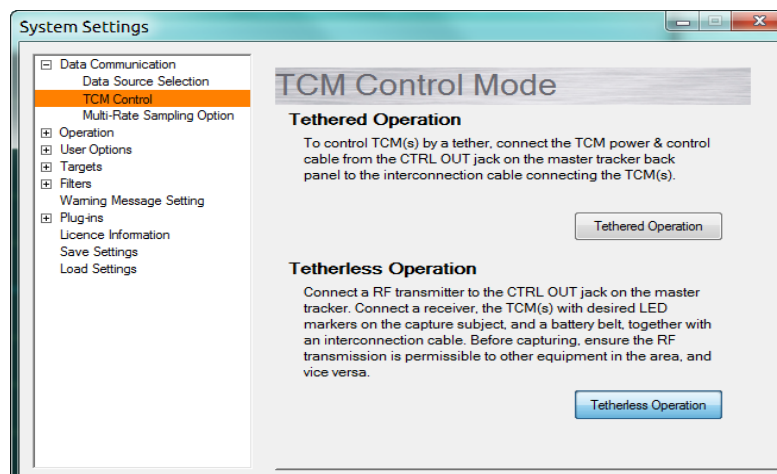 System Settings
Data Communication
Data Source Selection
TCM Control
Multi-Rate Sampling Option
Operation
User Options
Targets
Filters
Warning Message Setting
Plug-ins
Licence Information
Save Settings
Load Settings
TCM Control Mode
Tethered Operation
To control TCM(s) by a tether, connect the TCM power & control
cable from the CTRL OUT jack on the master tracker back
panel to the interconnection cable connecting the TCM(s).
Tethered Operation
Tetherless Operation
Connect a RF transmitter to the CTRL OUT jack on the master
tracker. Connect a receiver, the TCM(s) with desired LED
markers on the capture subject, and a battery belt, together with
an interconnection cable. Before capturing, ensure the RF
transmission is permissible to other equipment in the area, and
vice versa.
Tetherless Operation